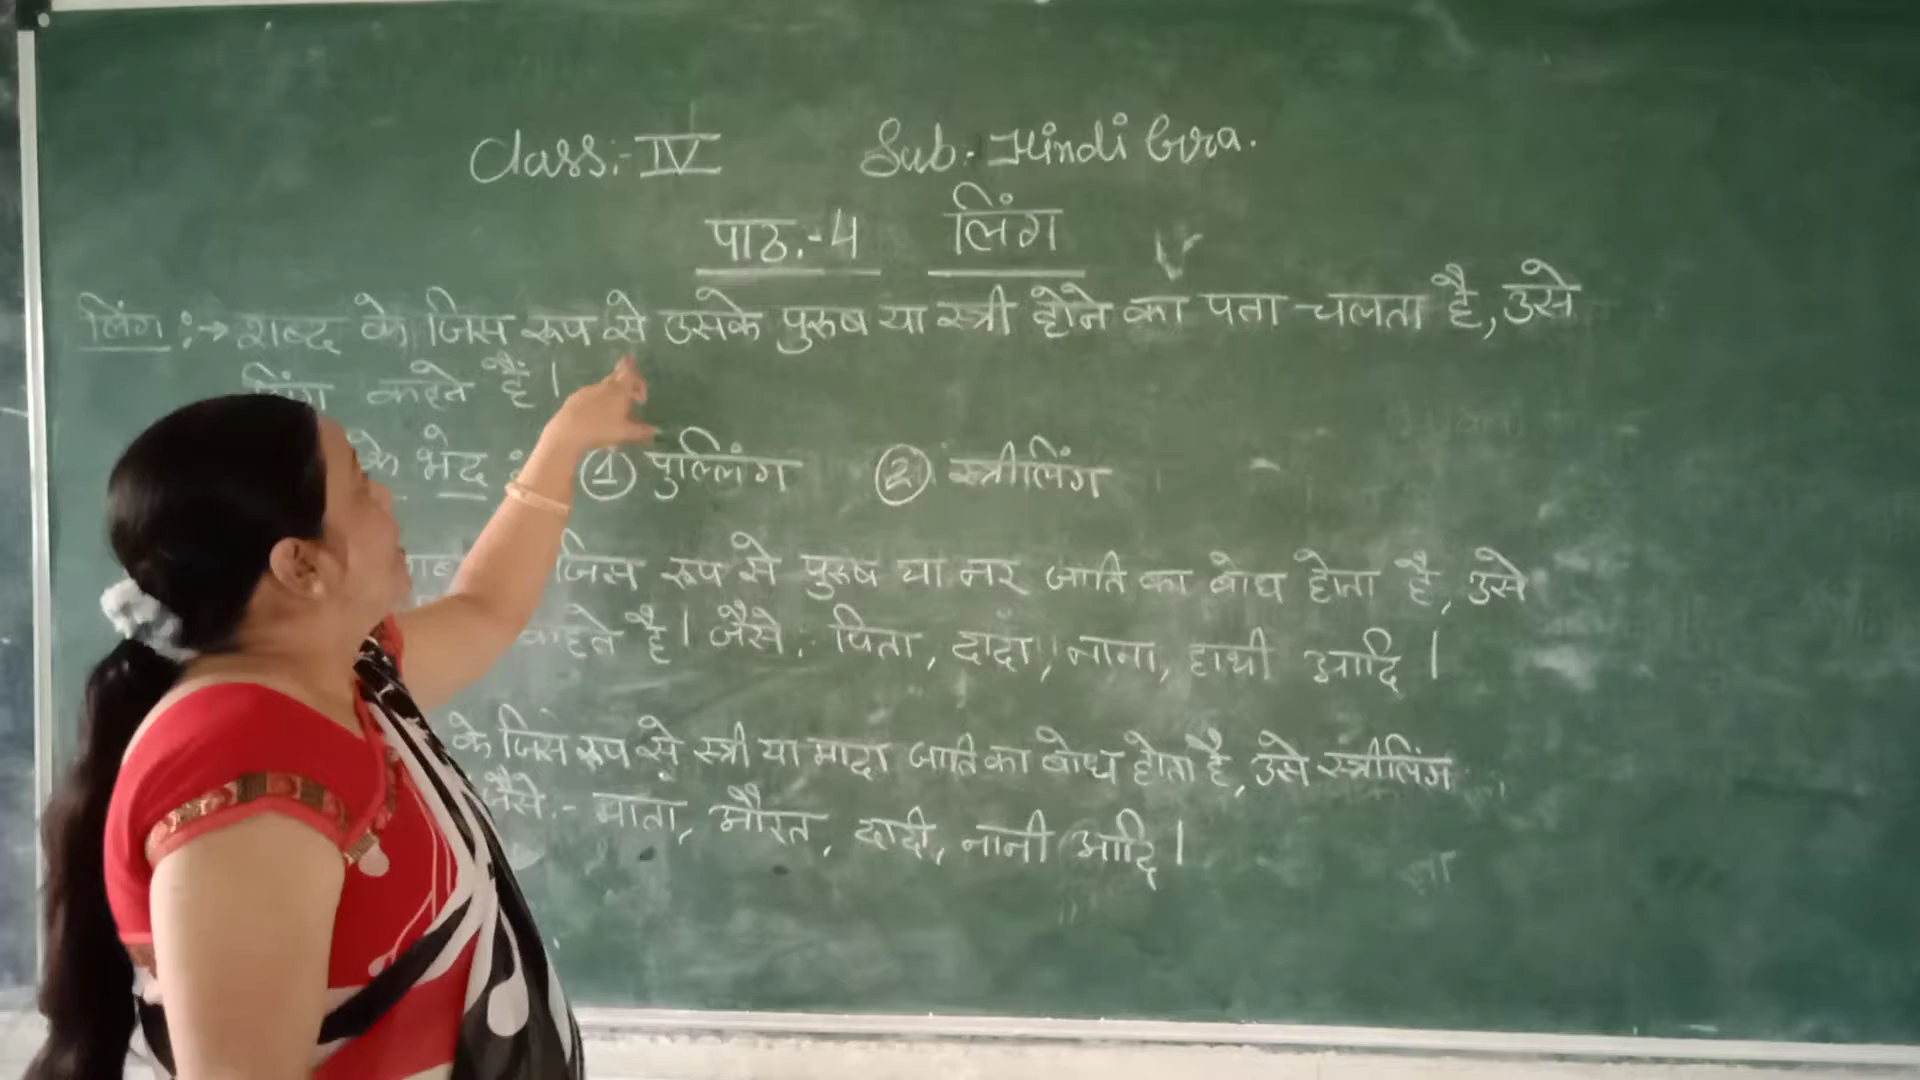 Class:- IV Sub.- Hindi Gra.
पाठ.-4 लिंग
लिंग :→ शब्द के जिस रूप से उसके पुरुष या स्त्री होने का पता चलता है, उसे
लिंग कहते हैं।
के भेद : ① पुल्लिंग ② स्त्रीलिंग
जिस रूप से पुरुष या नर जाति का बोध होता है, उसे
कहते है। जैसे:- पिता, दादा, नाना, हाथी आदि।
के जिस रूप से स्त्री या मादा जाति का बोध होता है, उसे स्त्रीलिंग
जैसे:- माता, औरत, दादी, नानी आदि।